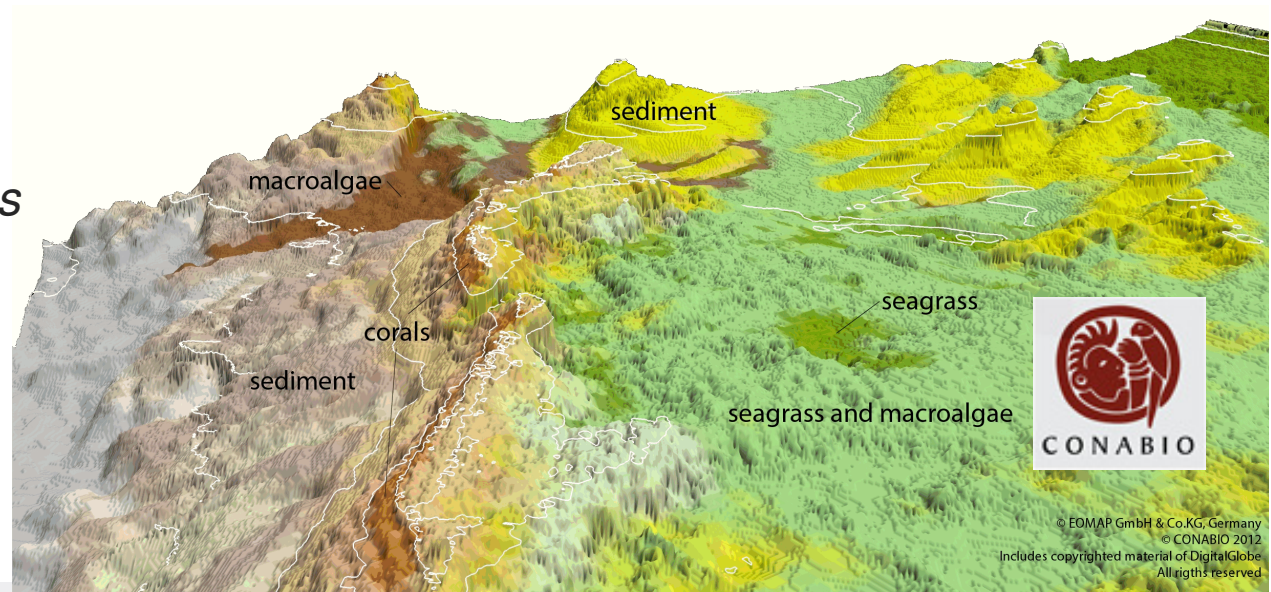 sediment
macroalgae
s
seagrass
corals
sediment
seagrass and macroalgae
CONABIO
© EOMAP GmbH & Co.KG, Germany
© CONABIO 2012
Includes copyrighted material of DigitalGlobe
All rigths reserved